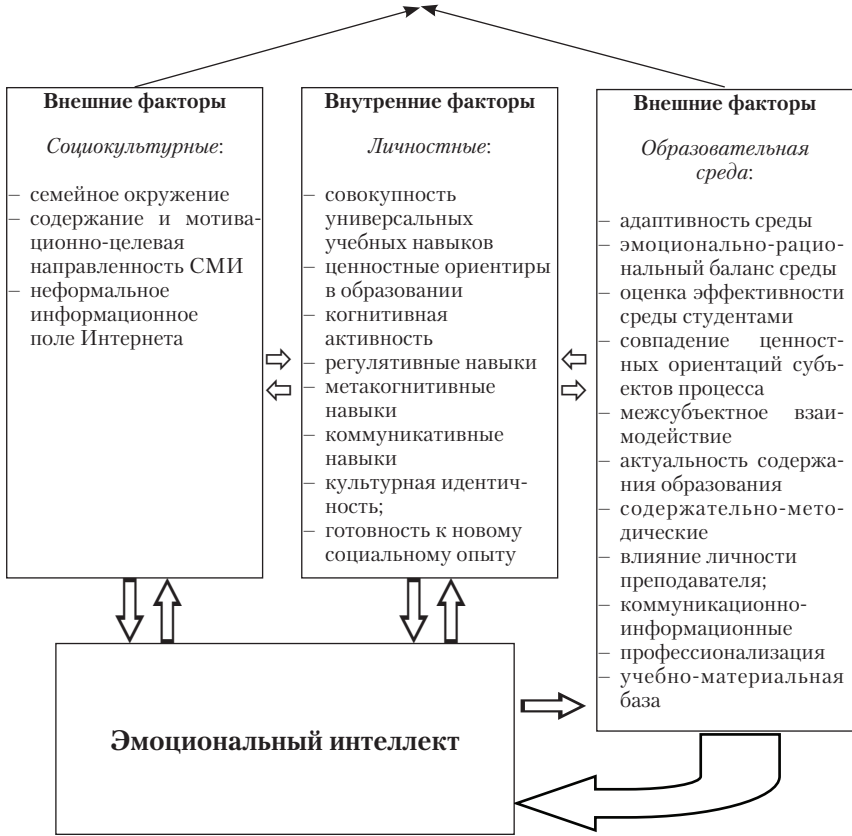 Внешние факторы
Социокультурные:
– семейное окружение
– содержание и мотива-
ционно-целевая
направленность СМИ
– неформальное
информационное
поле Интернета
Внутренние факторы
Личностные:
– совокупность
универсальных
учебных навыков
– ценностные ориентиры
в образовании
– когнитивная
активность
– регулятивные навыки
– метакогнитивные
навыки
– коммуникативные
навыки
– культурная идентич-
ность;
– готовность к новому
социальному опыту
Внешние факторы
Образовательная
среда:
– адаптивность среды
– эмоционально-рацио-
нальный баланс среды
– оценка эффективности
среды студентами
– совпадение ценност-
ных ориентаций субъ-
ектов процесса
– межсубъектное взаи-
модействие
– актуальность содержа-
ния образования
– содержательно-мето-
дические
– влияние личности
преподавателя;
– коммуникационно-
информационные
– профессионализация
– учебно-материальная
база
Эмоциональный интеллект